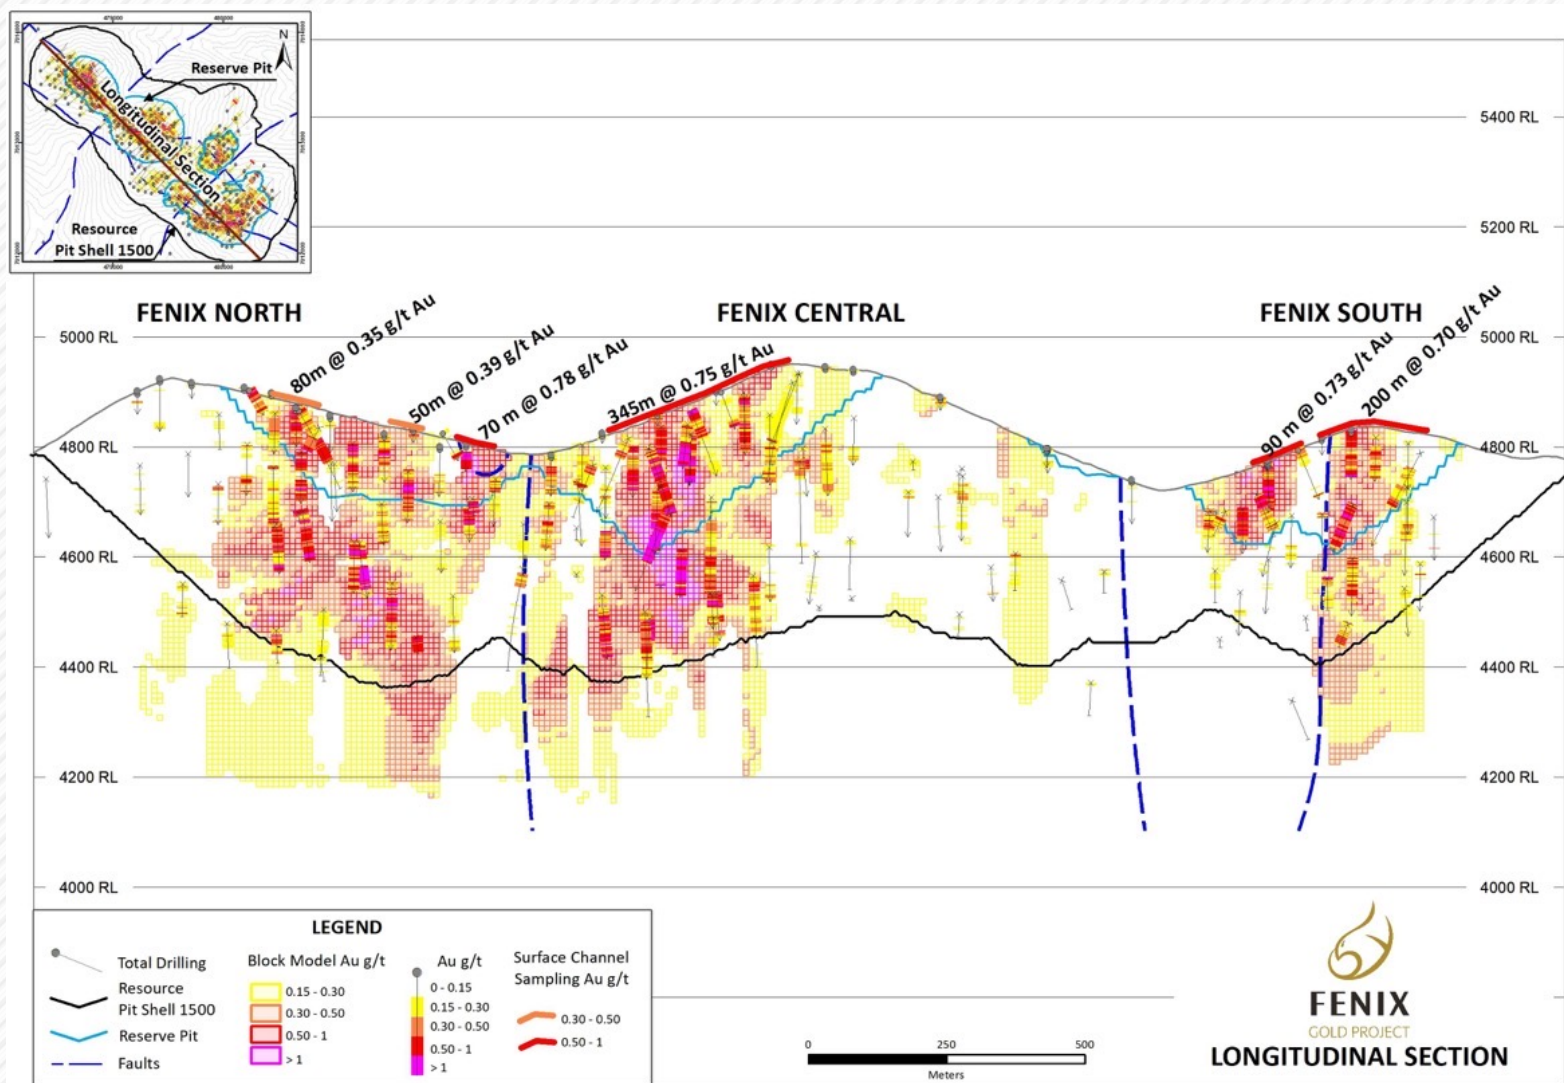 N
Reserve Pit
Longitudinal Section
Resource
Pit Shell 1500
5400 RL
5400 RL
5200 RL
FENIX NORTH
FENIX CENTRAL
FENIX SOUTH
5000 RL
5000 RL
80m @ 0.35 g/t Au
50m @ 0.39 g/t Au
70 m @ 0.78 g/t Au
345m @ 0.75 g/t Au
90 m @ 0.73 g/t Au
200 m @ 0.70 g/t Au
4800 RL
4800 RL
4600 RL
4600 RL
4400 RL
4400 RL
4200 RL
4200 RL
4000 RL
4000 RL
LEGEND
Total Drilling
Resource
Pit Shell 1500
Reserve Pit
Faults
Block Model Au g/t
0.15 - 0.30
0.30 - 0.50
0.50 - 1
> 1
Au g/t
0 - 0.15
0.15 - 0.30
0.30 - 0.50
0.50 - 1
> 1
Surface Channel
Sampling Au g/t
0.30 - 0.50
0.50 - 1
0
250
500
Meters
FENIX
GOLD PROJECT
LONGITUDINAL SECTION